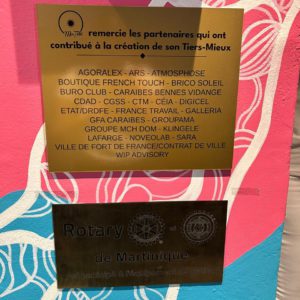 remercie les partenaires qui ont
contribué à la création de son Tiers-Mieux
AGORALEX - ARS - ATMOSPHOSE
BOUTIQUE FRENCH TOUCH - BRICO SOLEIL
BURO CLUB - CARAIBES BENNES VIDANGE
CDAD - CGSS - CTM - CÉIA - DIGICEL
ETAT/DRDFE - FRANCE TRAVAIL - GALLERIA
GFA CARAIBES - GROUPAMA
GROUPE MCH DOM - KLINGELE
LAFARGE - NOVEOLAB - SARA
VILLE DE FORT DE FRANCE/CONTRAT DE VILLE
WIP ADVISORY
Rotary
de Martinique